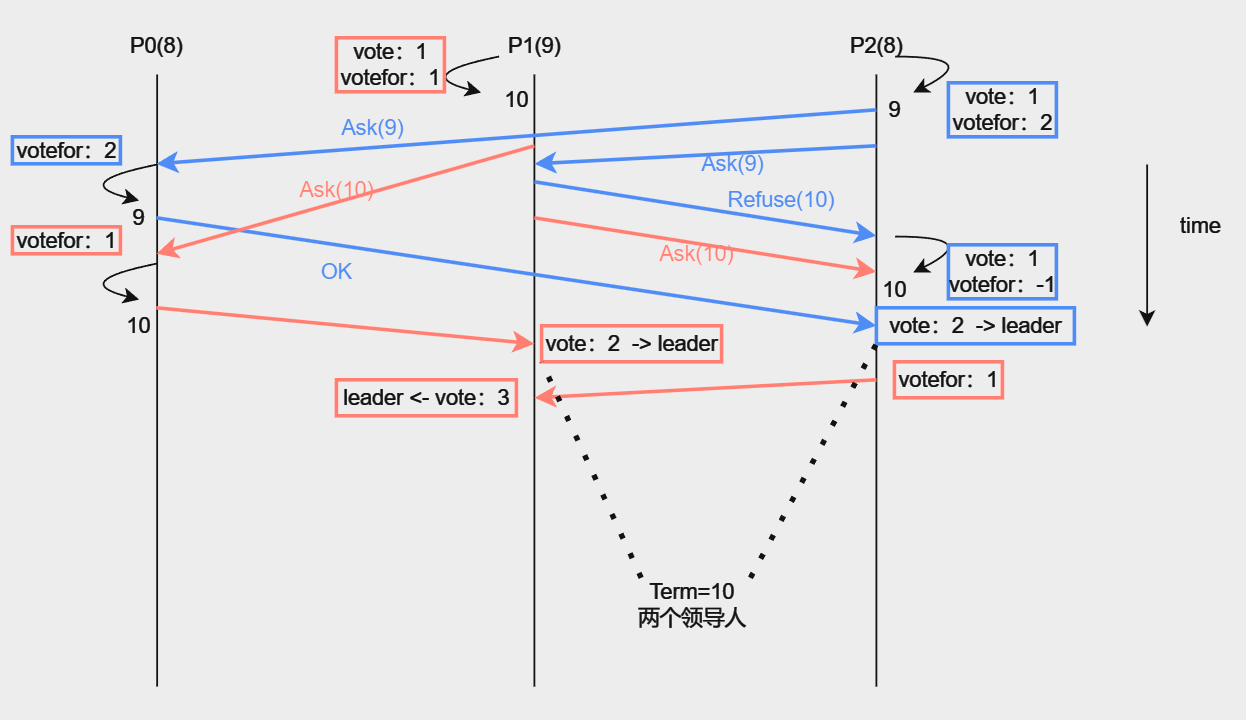 P0(8)
P1(9)
P2(8)
vote：1
votefor：1
10
9
vote：1
votefor：2
Ask(9)
votefor：2
Ask(9)
Ask(10)
Refuse(10)
9
time
votefor：1
Ask(10)
OK
vote：1
votefor：-1
10
10
vote：2 -> leader
vote：2 -> leader
votefor：1
leader <- vote：3
Term=10
两个领导人